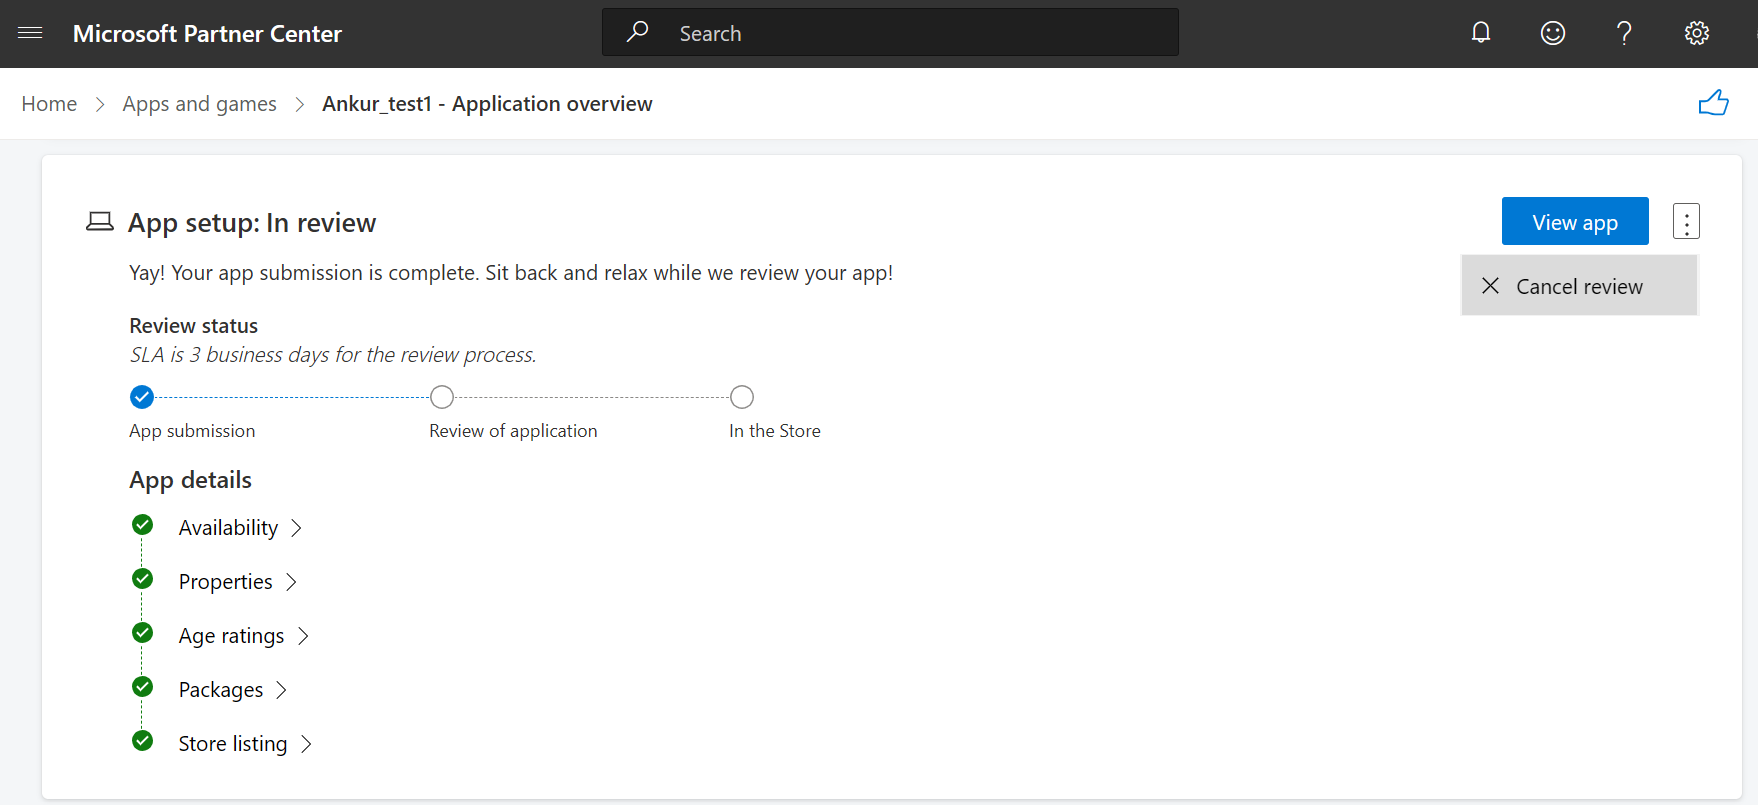 Microsoft Partner Center
Search
Home > Apps and games > Ankur_test1 - Application overview
App setup: In review
View app
Yay! Your app submission is complete. Sit back and relax while we review your app!
Cancel review
Review status
SLA is 3 business days for the review process.
App submission
Review of application
In the Store
App details
Availability
Properties
Age ratings
Packages
Store listing